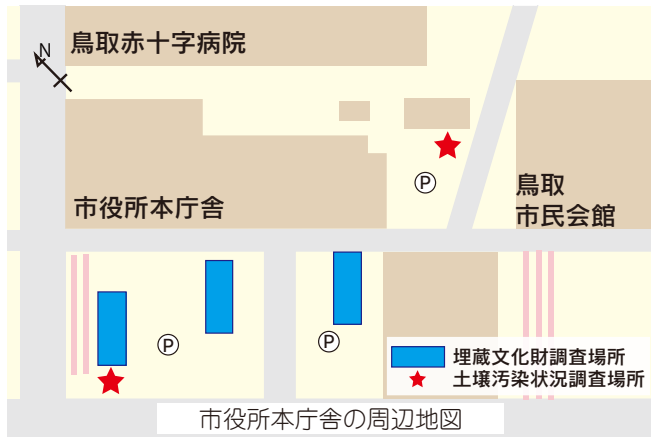 鳥取赤十字病院
N
市役所本庁舎
P
鳥取
市民会館
P
P
埋蔵文化財調査場所
土壌汚染状況調査場所
市役所本庁舎の周辺地図